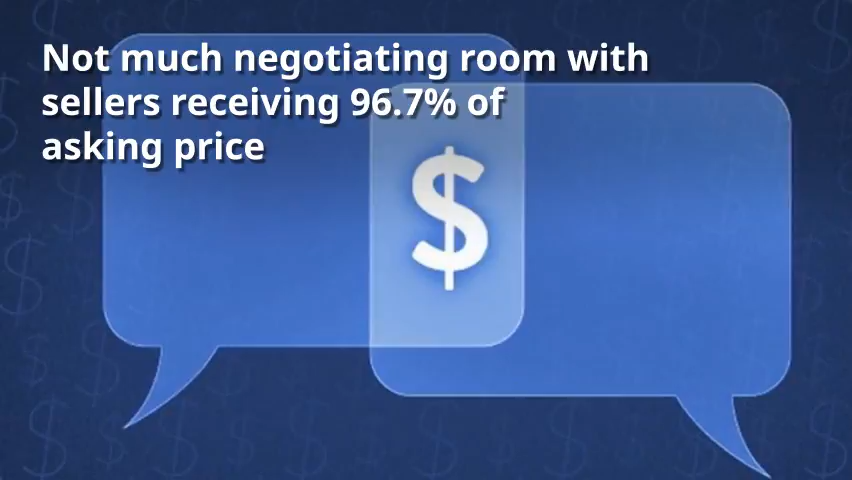 Not much negotiating room with
sellers receiving 96.7% of
asking price
$